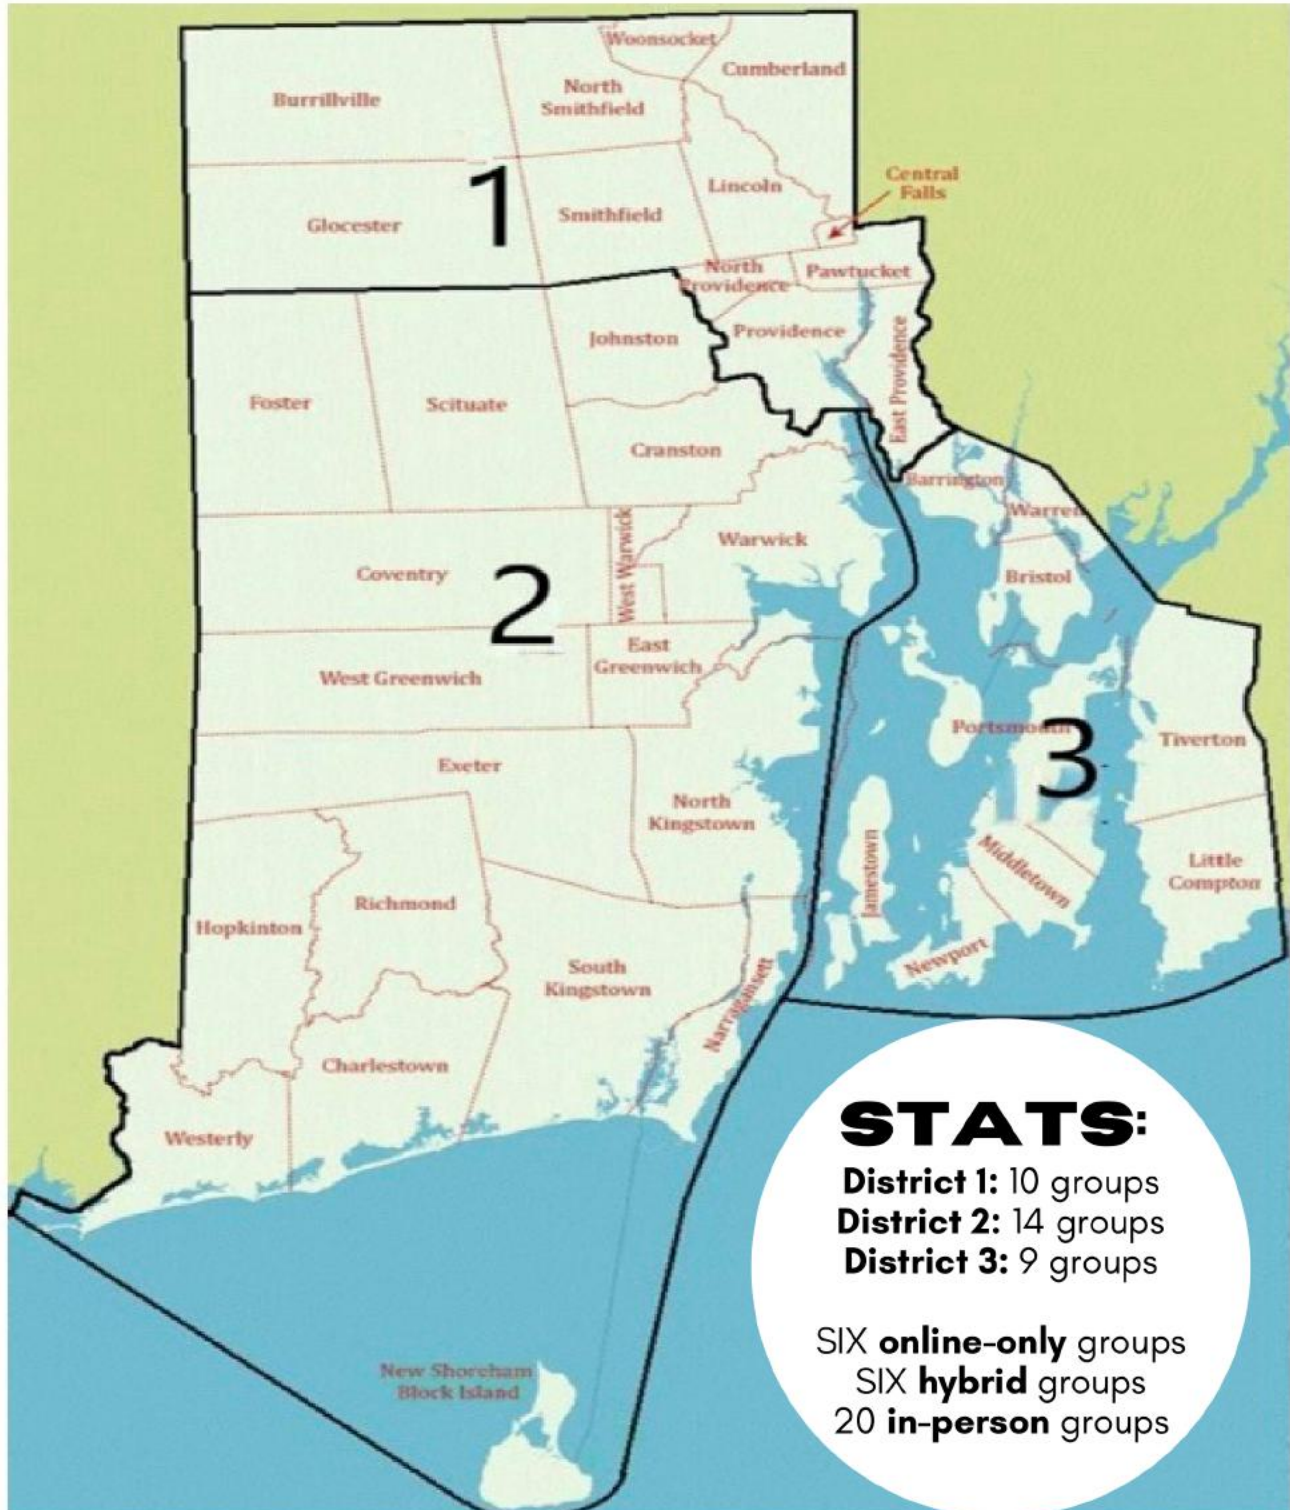 Woonsocket
Cumberland
North
Smithfield
Burrillville
Central
Falls
Lincoln
1
Smithfield
Glocester
North
Providence
Pawtucket
Providence
Johnston
East Providence
Foster
Scituate
Cranston
Barrington
Warren
West Warwick
Warwick
Coventry
2
Bristol
East
Greenwich
West Greenwich
Portsmouth
3
Tiverton
Exeter
North
Kingstown
Jamestown
Middletown
Little
Compton
Richmond
Hopkinton
Newport
South
Kingstown
Narragansett
Charlestown
Westerly
New Shoreham
Block Island
STATS:
District 1: 10 groups
District 2: 14 groups
District 3: 9 groups
SIX online-only groups
SIX hybrid groups
20 in-person groups